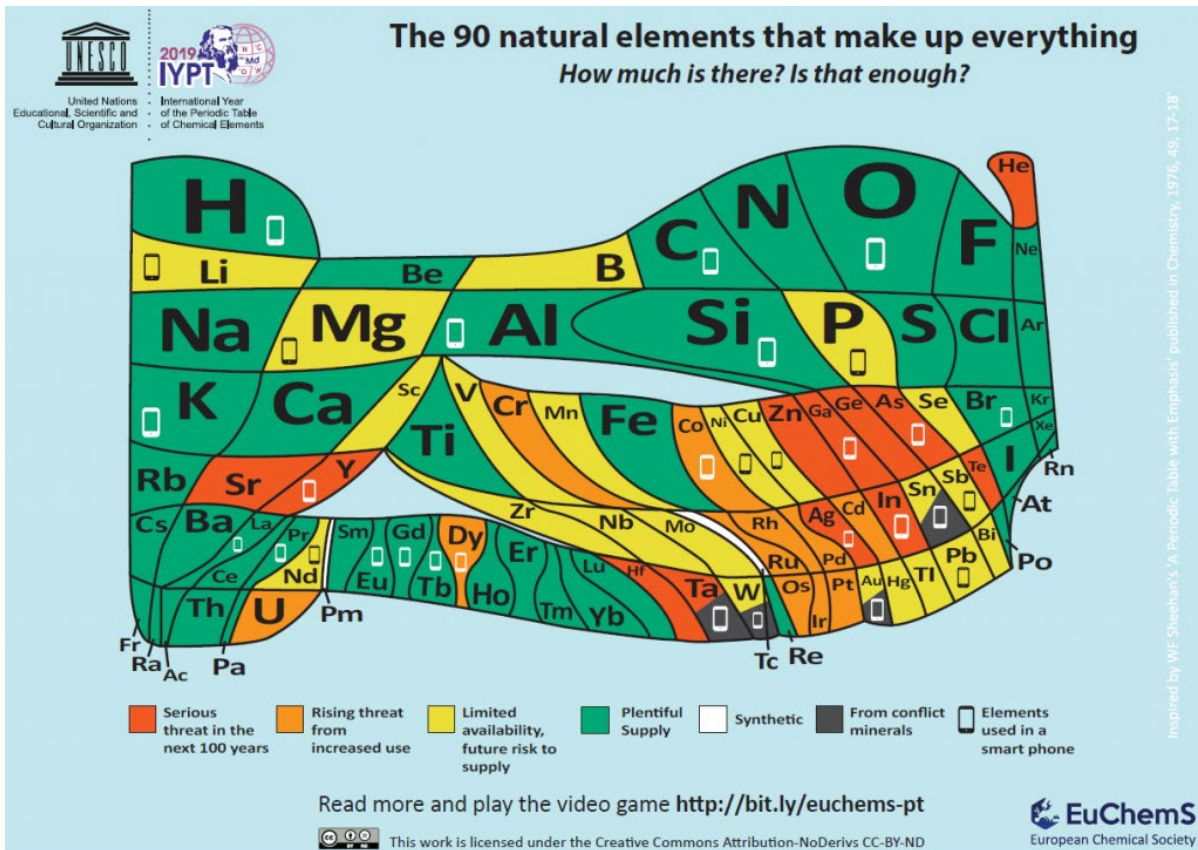 UNESCO
United Nations
Educational, Scientific and
Cultural Organization
2019
IYPT
International Year
of the Periodic Table
of Chemical Elements
The 90 natural elements that make up everything
How much is there? Is that enough?
H C N O F He
Li Be B Ne
Na Mg Al Si P S Cl Ar
K Ca Sc Ti V Cr Mn Fe Co Ni Cu Zn Ga Ge As Se Br Kr
Rb Sr Y Zr Nb Mo Rh Ru Pd Ag Cd In Sn Sb Te I Xe
Cs Ba La Ce Pr Nd Sm Eu Gd Tb Dy Ho Er Tm Yb Lu Hf Ta W Os Ir Pt Au Hg Tl Pb Bi
Rn
At
Po
Th U
Pm
Fr Ra Ac Pa
Tc Re
Serious
threat in the
next 100 years
Rising threat
from
increased use
Limited
availability,
future risk to
supply
Plentiful
Supply
Synthetic
From conflict
minerals
Elements
used in a
smart phone
Read more and play the video game http://bit.ly/euchems-pt
This work is licensed under the Creative Commons Attribution-NoDerivs CC-BY-ND
EuChemS
European Chemical Society
Inspired by WF Sheehan's 'A Periodic Table with Emphasis' published in Chemistry, 1976, 49, 17-18'